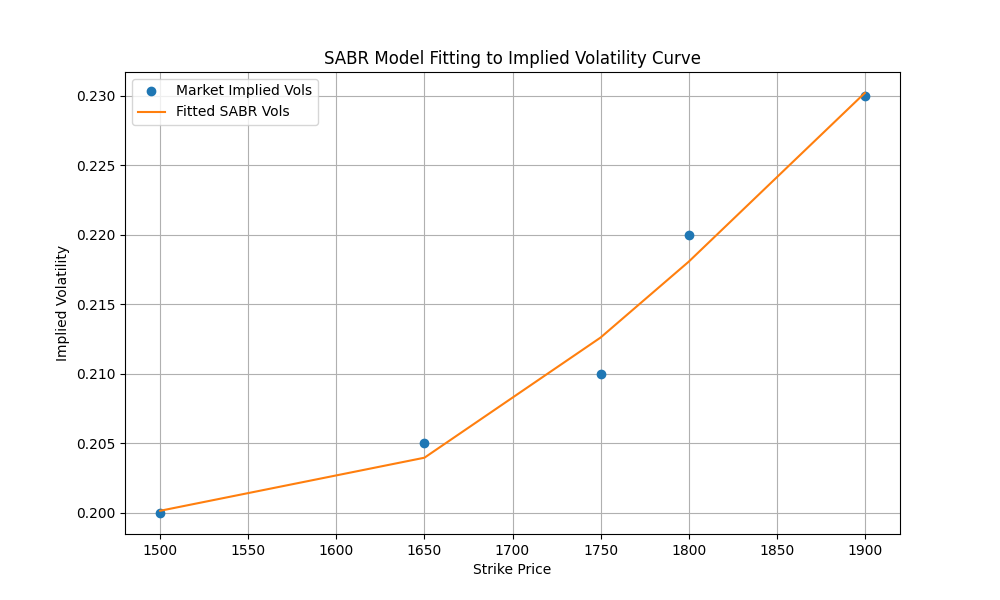 SABR Model Fitting to Implied Volatility Curve
Market Implied Vols
Fitted SABR Vols
0.230
0.225
0.220
0.215
0.210
0.205
0.200
Implied Volatility
1500 1550 1600 1650 1700 1750 1800 1850 1900
Strike Price